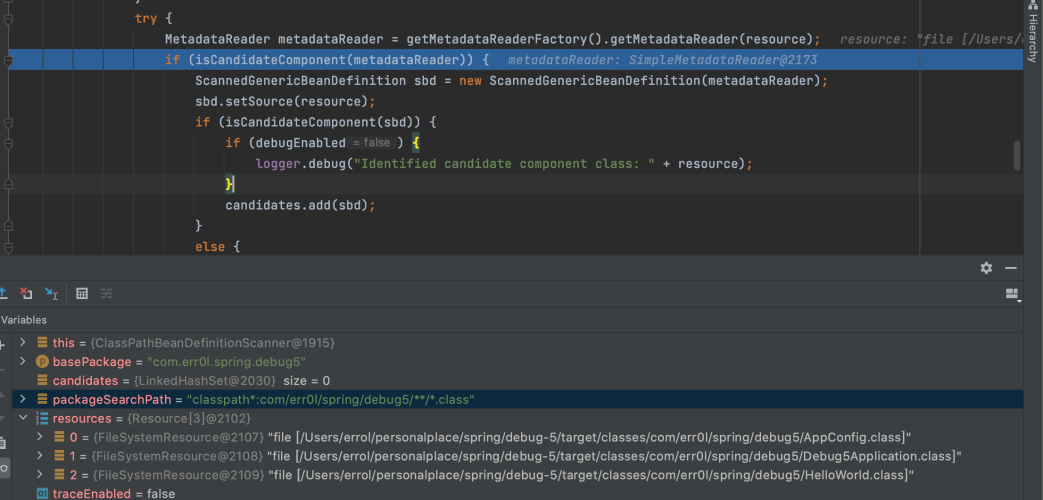 try {
MetadataReader metadataReader = getMetadataReaderFactory().getMetadataReader(resource); resource: "file [/Users/
if (isCandidateComponent(metadataReader)) { metadataReader: SimpleMetadataReader@2173
ScannedGenericBeanDefinition sbd = new ScannedGenericBeanDefinition(metadataReader);
sbd.setSource(resource);
if (isCandidateComponent(sbd)) {
if (debugEnabled = false ) {
logger.debug("Identified candidate component class: " + resource);
}
candidates.add(sbd);
}
else {
Hierarchy
Variables
this = {ClassPathBeanDefinitionScanner@1915}
basePackage = "com.err0l.spring.debug5"
candidates = {LinkedHashSet@2030} size = 0
packageSearchPath = "classpath*:com/err0l/spring/debug5/**/*.class"
resources = {Resource[3]@2102}
0 = {FileSystemResource@2107} "file [/Users/errol/personalplace/spring/debug-5/target/classes/com/err0l/spring/debug5/AppConfig.class]"
1 = {FileSystemResource@2108} "file [/Users/errol/personalplace/spring/debug-5/target/classes/com/err0l/spring/debug5/Debug5Application.class]"
2 = {FileSystemResource@2109} "file [/Users/errol/personalplace/spring/debug-5/target/classes/com/err0l/spring/debug5/HelloWorld.class]"
traceEnabled = false